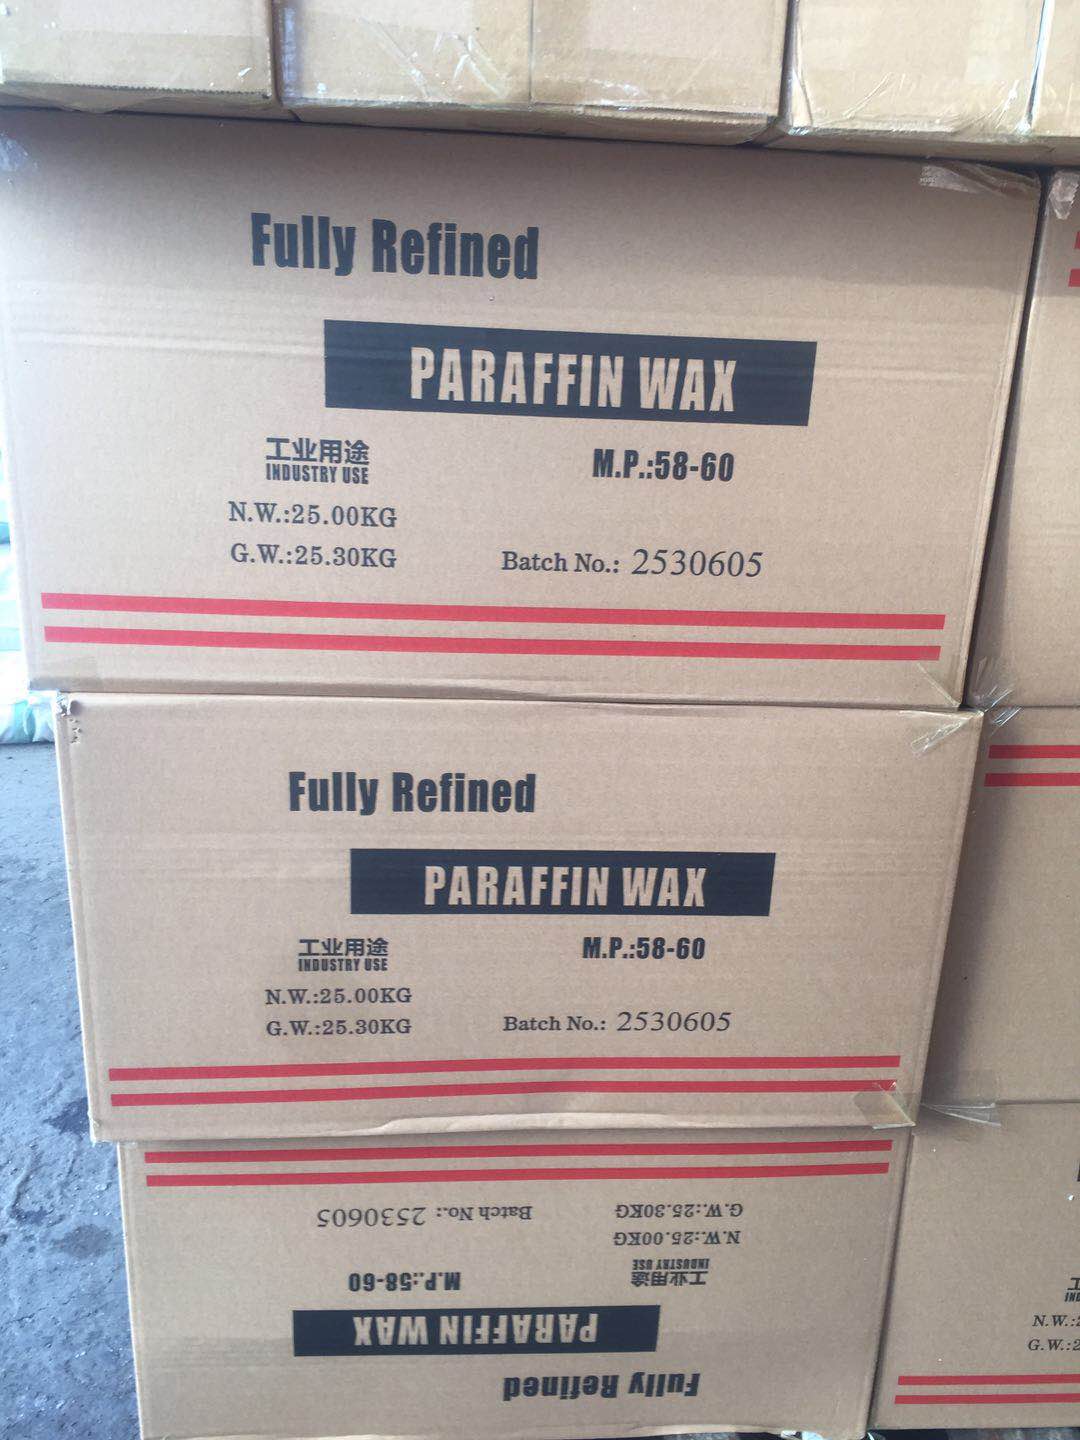 Fully Refined
PARAFFIN WAX
工业用途
INDUSTRY USE
M.P.:58-60
N.W.:25.00KG
G.W.:25.30KG
Batch No.: 2530605
Fully Refined
PARAFFIN WAX
工业用途
INDUSTRY USE
M.P.:58-60
N.W.:25.00KG
G.W.:25.30KG
Batch No.: 2530605
Fully Refined
PARAFFIN WAX
工业用途
INDUSTRY USE
M.P.:58-60
N.W.:25.00KG
G.W.:25.30KG
Batch No.: 2530605
工
N.W.:2
G.W.:2